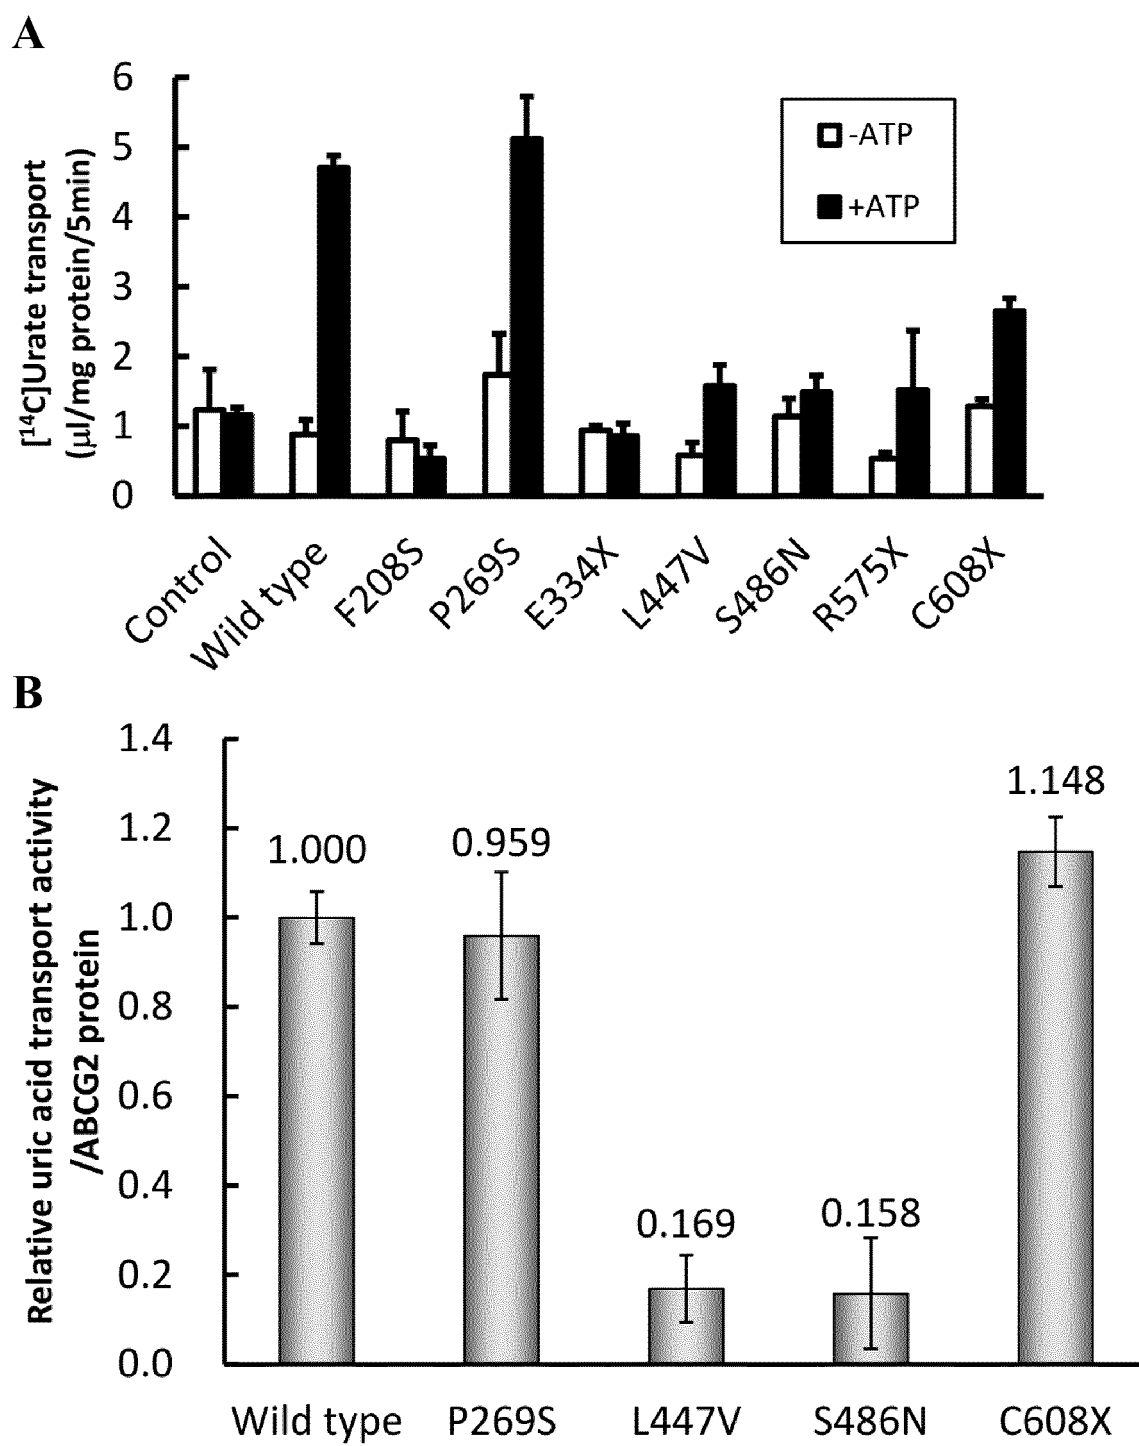 A
6
5
4
3
2
1
0
[¹⁴C]Urate transport
(μl/mg protein/5min)
-ATP
+ATP
Control
Wild type
F208S
P269S
E334X
L447V
S486N
R575X
C608X
B
1.4
1.2
1.0
0.8
0.6
0.4
0.2
0.0
Relative uric acid transport activity
/ABCG2 protein
1.000
0.959
0.169
0.158
1.148
Wild type
P269S
L447V
S486N
C608X